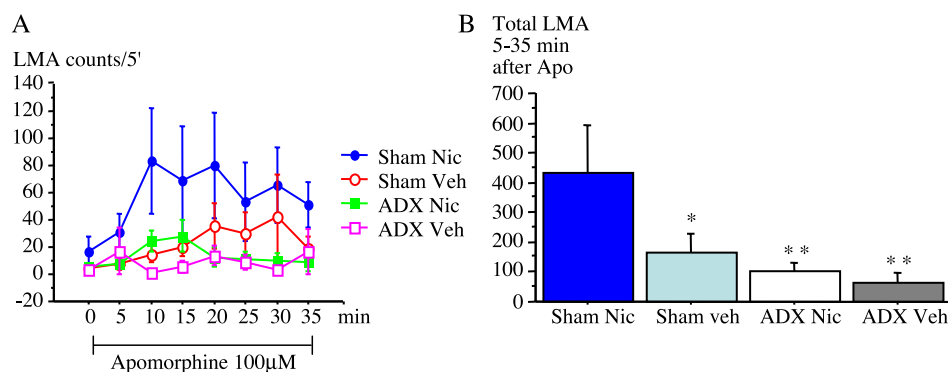 A
LMA counts/5'
140
120
100
80
60
40
20
0
-20
0 5 10 15 20 25 30 35 min
Apomorphine 100µM
Sham Nic
Sham Veh
ADX Nic
ADX Veh
B
Total LMA
5-35 min
after Apo
700
600
500
400
300
200
100
0
*
**
**
Sham Nic Sham veh ADX Nic ADX Veh